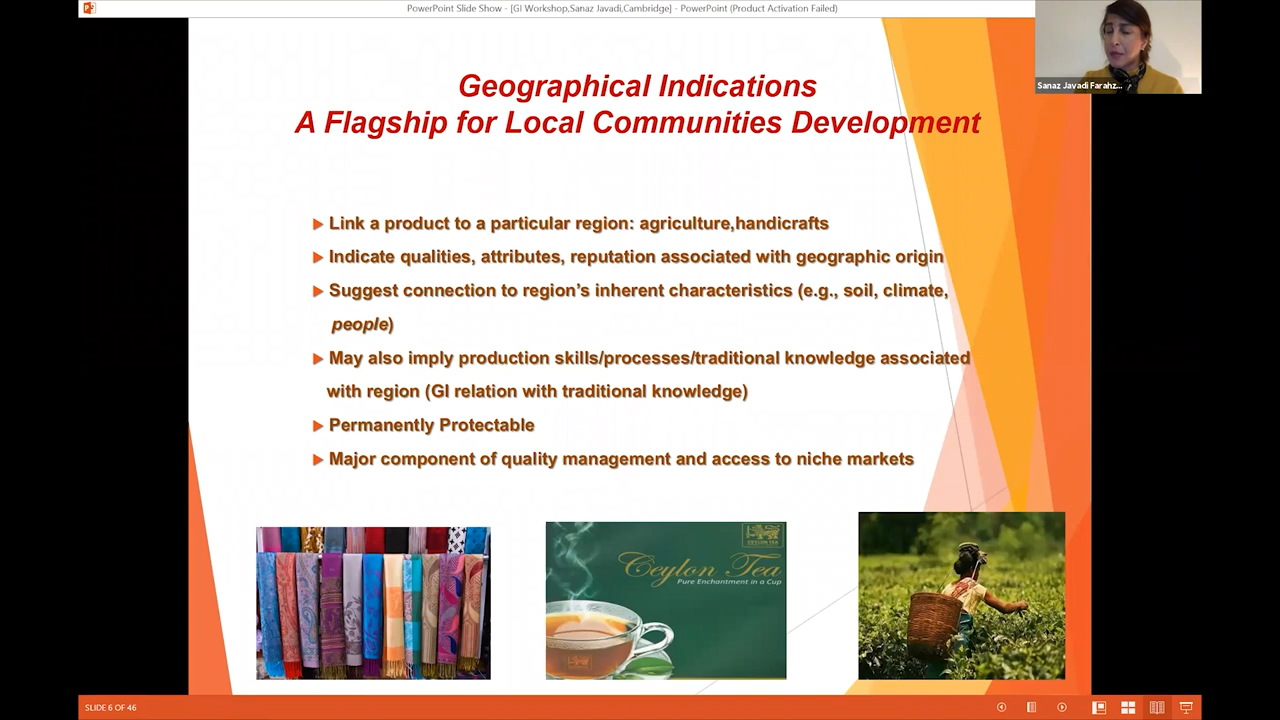 PowerPoint Slide Show - [GI Workshop,Sanaz Javadi,Cambridge] - PowerPoint (Product Activation Failed)
Sanaz Javadi Farahz...
Geographical Indications
A Flagship for Local Communities Development
Link a product to a particular region: agriculture,handicrafts
Indicate qualities, attributes, reputation associated with geographic origin
Suggest connection to region’s inherent characteristics (e.g., soil, climate,
people)
May also imply production skills/processes/traditional knowledge associated
with region (GI relation with traditional knowledge)
Permanently Protectable
Major component of quality management and access to niche markets
CEYLON TEA
Ceylon Tea
Pure Enchantment in a Cup
SLIDE 6 OF 46